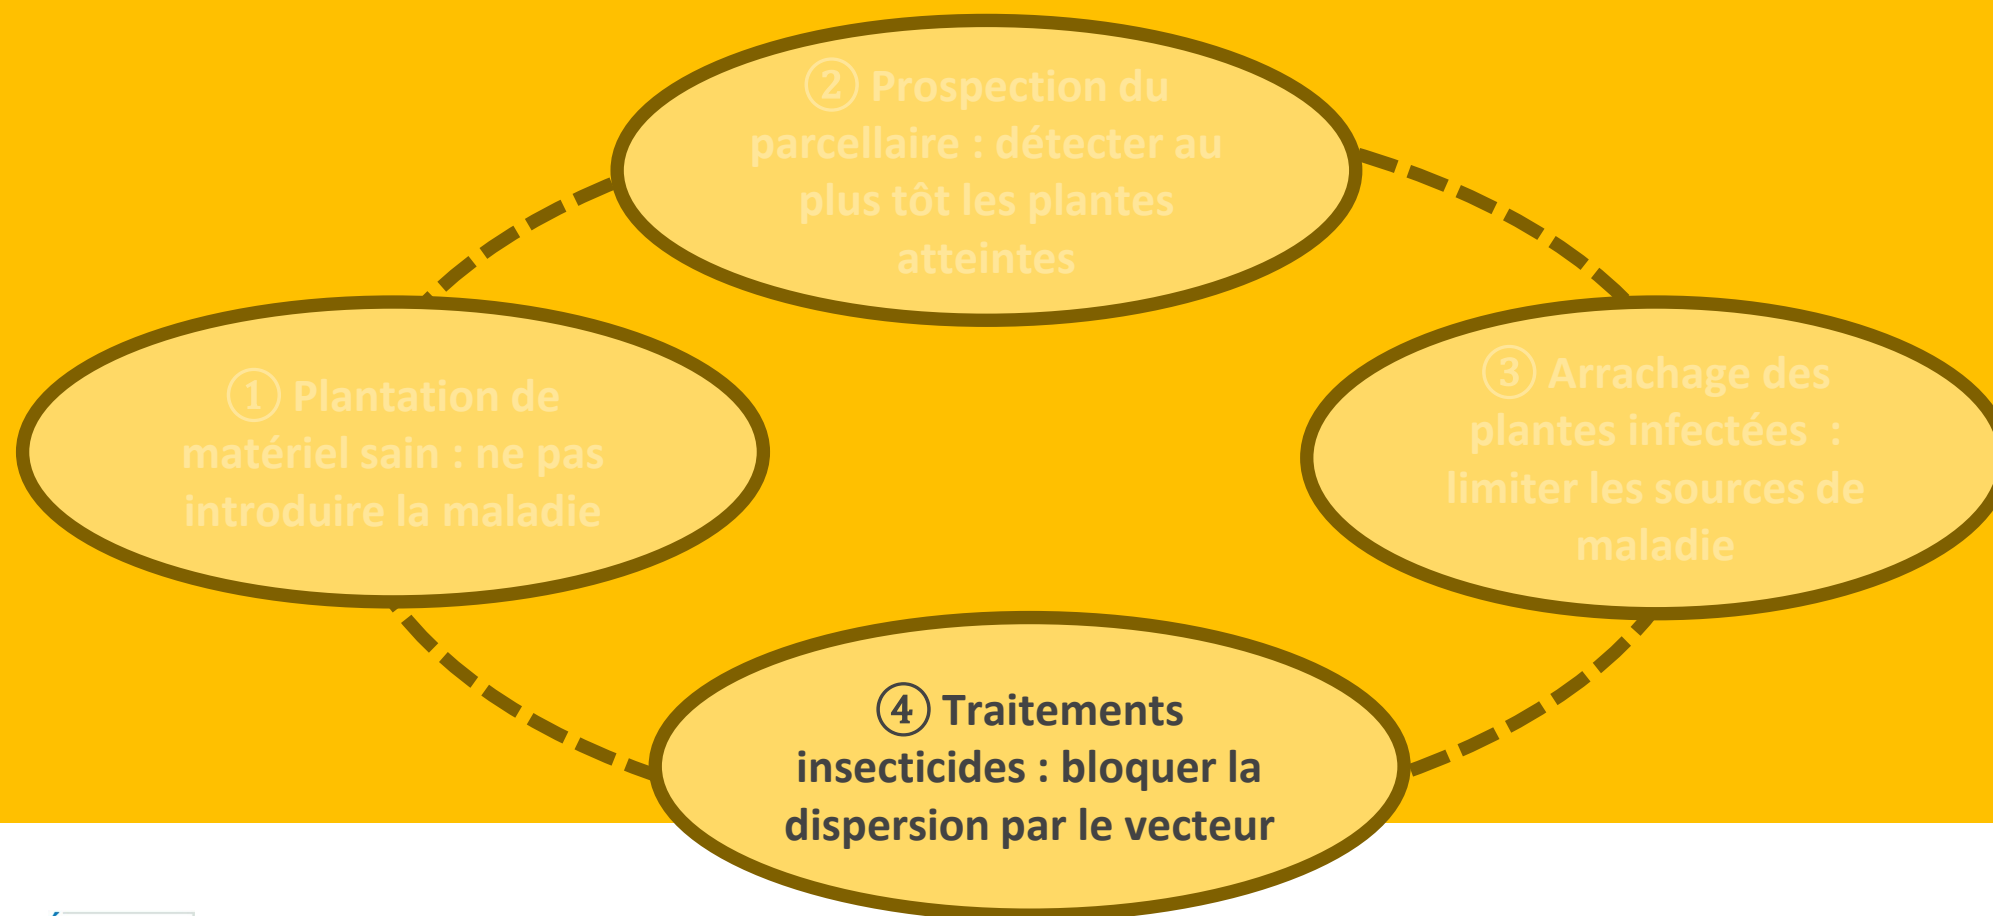 ② Prospection du
parcellaire : détecter au
plus tôt les plantes
atteintes
① Plantation de
matériel sain : ne pas
introduire la maladie
③ Arrachage des
plantes infectées :
limiter les sources de
maladie
④ Traitements
insecticides : bloquer la
dispersion par le vecteur